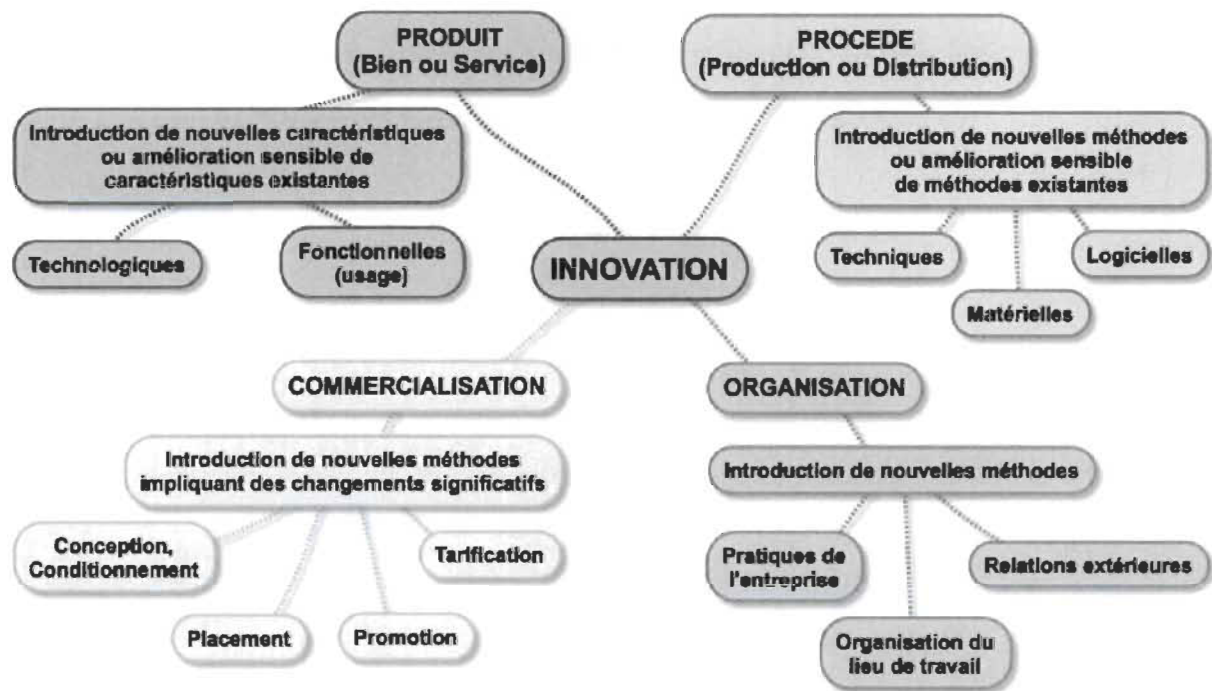 PRODUIT
(Bien ou Service)
PROCEDE
(Production ou Distribution)
Introduction de nouvelles caractéristiques
ou amélioration sensible de
caractéristiques existantes
Introduction de nouvelles méthodes
ou amélioration sensible
de méthodes existantes
Technologiques
Fonctionnelles
(usage)
INNOVATION
Techniques
Logicielles
Matérielles
COMMERCIALISATION
ORGANISATION
Introduction de nouvelles méthodes
impliquant des changements significatifs
Introduction de nouvelles méthodes
Conception,
Conditionnement
Tarification
Pratiques de
l'entreprise
Relations extérieures
Placement
Promotion
Organisation du
lieu de travail